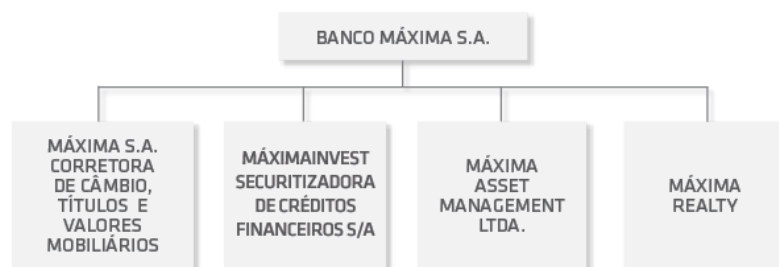 BANCO MÁXIMA S.A.
MÁXIMA S.A.
CORRETORA
DE CÂMBIO,
TÍTULOS E
VALORES
MOBILIÁRIOS
MÁXIMAINVEST
SECURITIZADORA
DE CRÉDITOS
FINANCEIROS S/A
MÁXIMA
ASSET
MANAGEMENT
LTDA.
MÁXIMA
REALTY